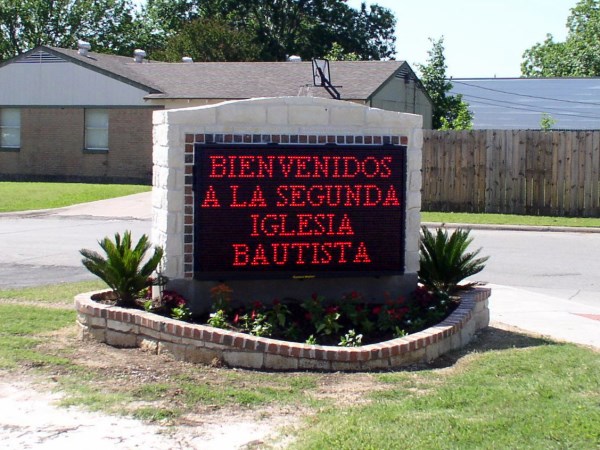 BIENVENIDOS
A LA SEGUNDA
IGLESIA
BAUTISTA